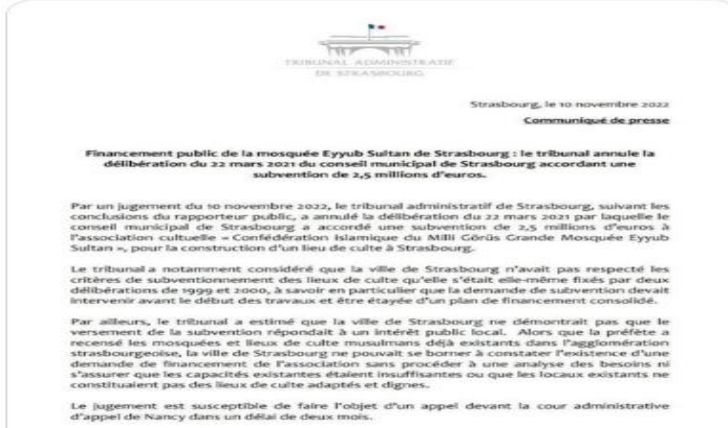 TRIBUNAL ADMINISTRATIF
DE STRASBOURG
Strasbourg, le 10 novembre 2022
Communiqué de presse
Financement public de la mosquée Eyyub Sultan de Strasbourg : le tribunal annule la
délibération du 22 mars 2021 du conseil municipal de Strasbourg accordant une
subvention de 2,5 millions d'euros.
Par un jugement du 10 novembre 2022, le tribunal administratif de Strasbourg, suivant les
conclusions du rapporteur public, a annulé la délibération du 22 mars 2021 par laquelle le
conseil municipal de Strasbourg a accordé une subvention de 2,5 millions d'euros à
l'association cultuelle « Confédération Islamique du Milli Görüs Grande Mosquée Eyyub
Sultan », pour la construction d'un lieu de culte à Strasbourg.
Le tribunal a notamment considéré que la ville de Strasbourg n'avait pas respecté les
critères de subventionnement des lieux de culte qu'elle s'était elle-même fixés par deux
délibérations de 1999 et 2000, à savoir en particulier que la demande de subvention devait
intervenir avant le début des travaux et être étayée d'un plan de financement consolidé.
Par ailleurs, le tribunal a estimé que la ville de Strasbourg ne démontrait pas que le
versement de la subvention répondait à un intérêt public local. Alors que la préfète a
recensé les mosquées et lieux de culte musulmans déjà existants dans l'agglomération
strasbourgeoise, la ville de Strasbourg ne pouvait se borner à constater l'existence d'une
demande de financement de l'association sans procéder à une analyse des besoins ni
s'assurer que les capacités existantes étaient insuffisantes ou que les locaux existants ne
constituaient pas des lieux de culte adaptés et dignes.
Le jugement est susceptible de faire l'objet d'un appel devant la cour administrative
d'appel de Nancy dans un délai de deux mois.